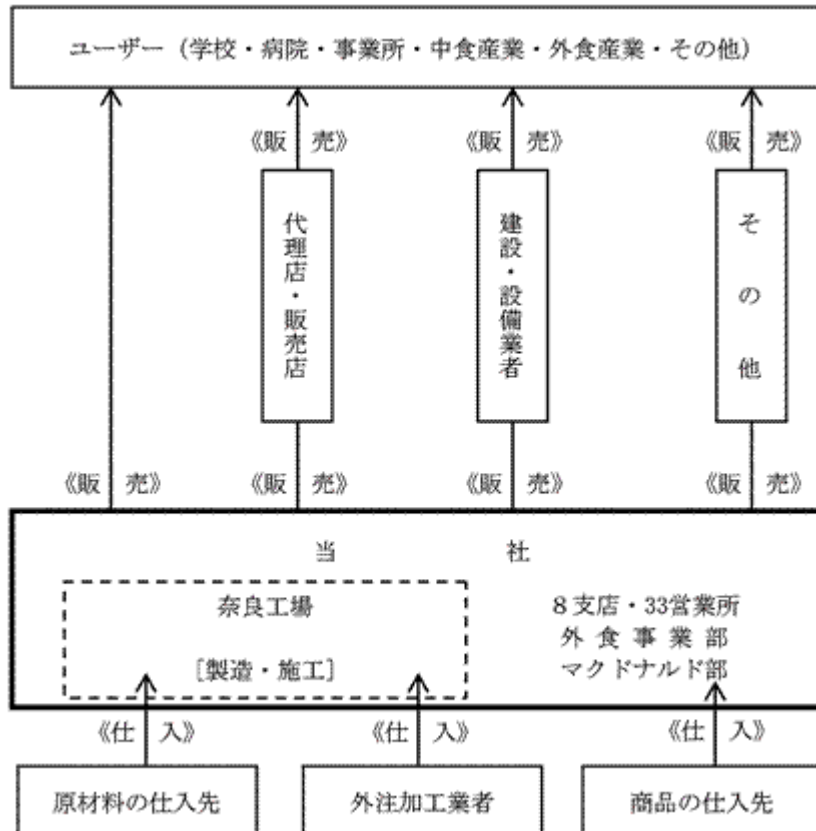 ユーザー（学校・病院・事業所・中食産業・外食産業・その他）
《販 売》 《販 売》 《販 売》
代理店・販売店
建設・設備業者
その他
《販 売》 《販 売》 《販 売》 《販 売》
当 社
奈良工場
[製造・施工]
８支店・33営業所
外食事業部
マクドナルド部
《仕 入》 《仕 入》 《仕 入》
原材料の仕入先 外注加工業者 商品の仕入先